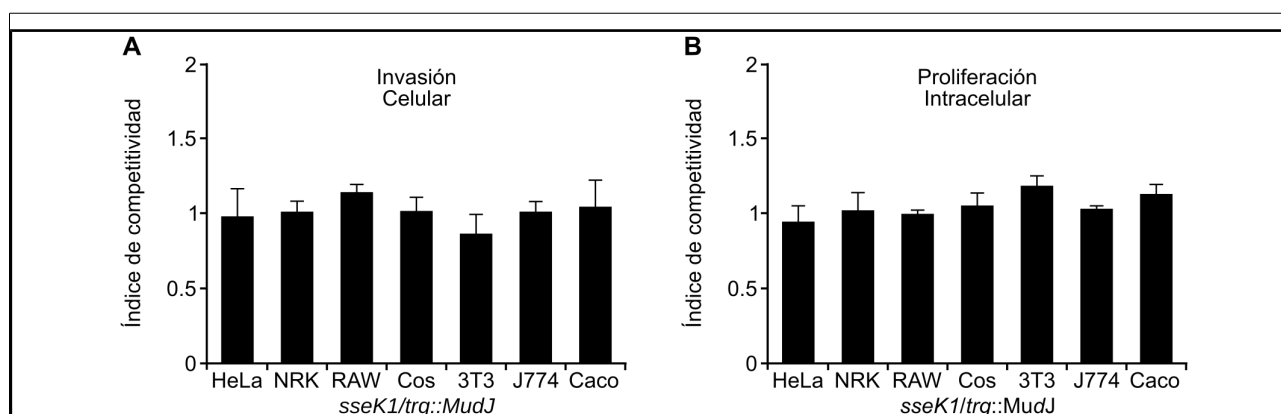 A
Invasión
Celular
Índice de competitividad
2
1.5
1
0.5
0
HeLa NRK RAW Cos 3T3 J774 Caco
sseK1/trg::MudJ
B
Proliferación
Intracelular
Índice de competitividad
2
1.5
1
0.5
0
HeLa NRK RAW Cos 3T3 J774 Caco
sseK1/trg::MudJ